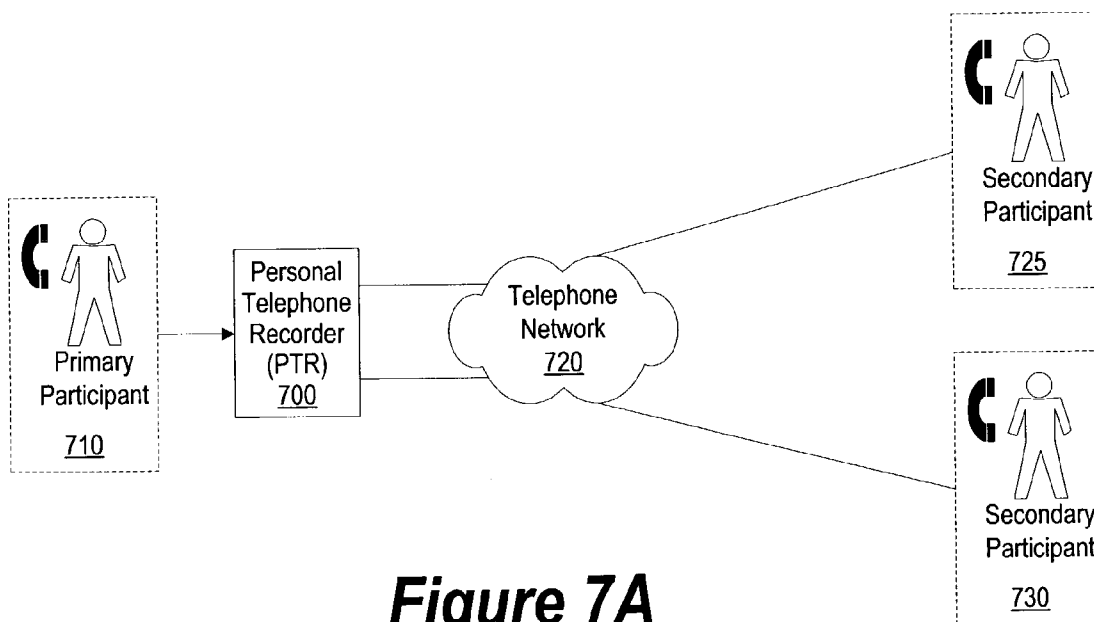 Primary
Participant
710
Personal
Telephone
Recorder
(PTR)
700
Telephone
Network
720
Secondary
Participant
725
Secondary
Participant
730
Figure 7A